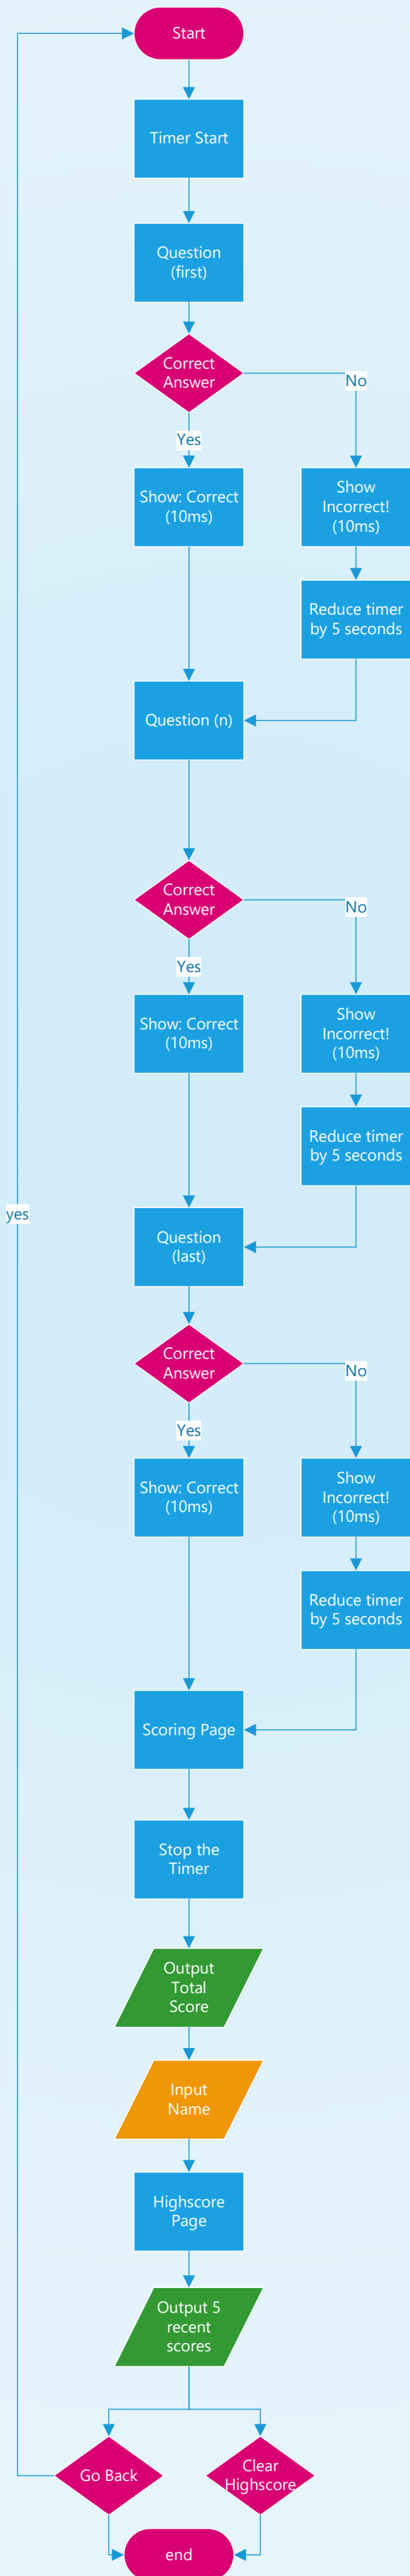 Start
Timer Start
Question
(first)
Correct
Answer
No
Yes
Show: Correct
(10ms)
Show
Incorrect!
(10ms)
Reduce timer
by 5 seconds
Question (n)
Correct
Answer
No
Yes
Show: Correct
(10ms)
Show
Incorrect!
(10ms)
Reduce timer
by 5 seconds
yes
Question
(last)
Correct
Answer
No
Yes
Show: Correct
(10ms)
Show
Incorrect!
(10ms)
Reduce timer
by 5 seconds
Scoring Page
Stop the
Timer
Output
Total
Score
Input
Name
Highscore
Page
Output 5
recent
scores
Go Back
Clear
Highscore
end